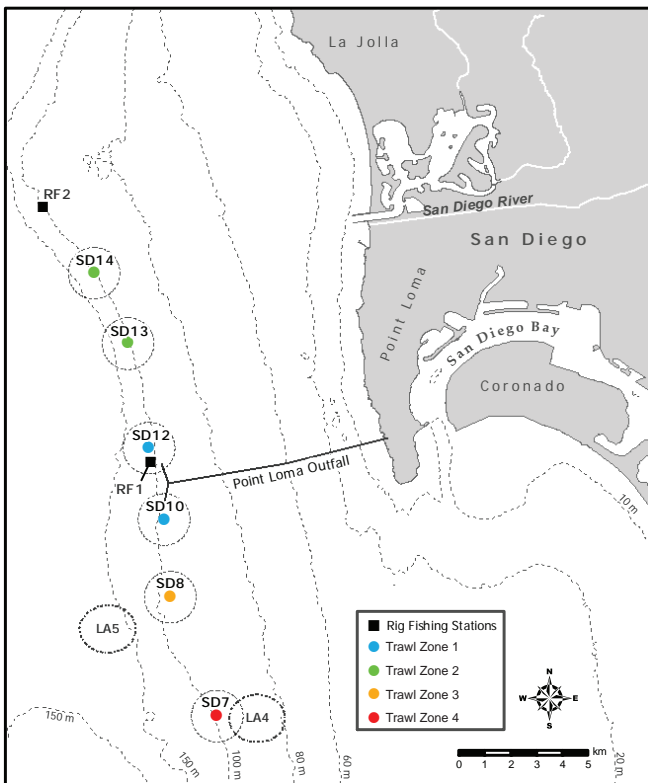 La Jolla
RF2
San Diego River
SD14
San Diego
Point Loma
SD13
San Diego Bay
Coronado
SD12
Point Loma Outfall
RF1
SD10
10 m
SD8
LA5
Rig Fishing Stations
Trawl Zone 1
Trawl Zone 2
Trawl Zone 3
Trawl Zone 4
N
W
E
S
SD7
LA4
150 m
150 m
100 m
80 m
60 m
20 m
km
0 1 2 3 4 5